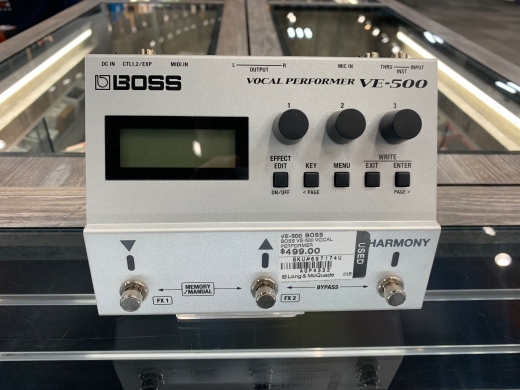 DC IN CTL1,2/EXP MIDI IN L OUTPUT R MIC IN THRU INST INPUT
BOSS VOCAL PERFORMER VE-500
1 2 3
EFFECT WRITE
EDIT KEY MENU EXIT ENTER
ON/OFF < PAGE PAGE >
VE-500 BOSS
BOSS VE-500 VOCAL
PERFORMER
$499.00
SKU#697174U
Long & McQuade
USED
HARMONY
MEMORY
/MANUAL
BYPASS
FX 1 FX 2